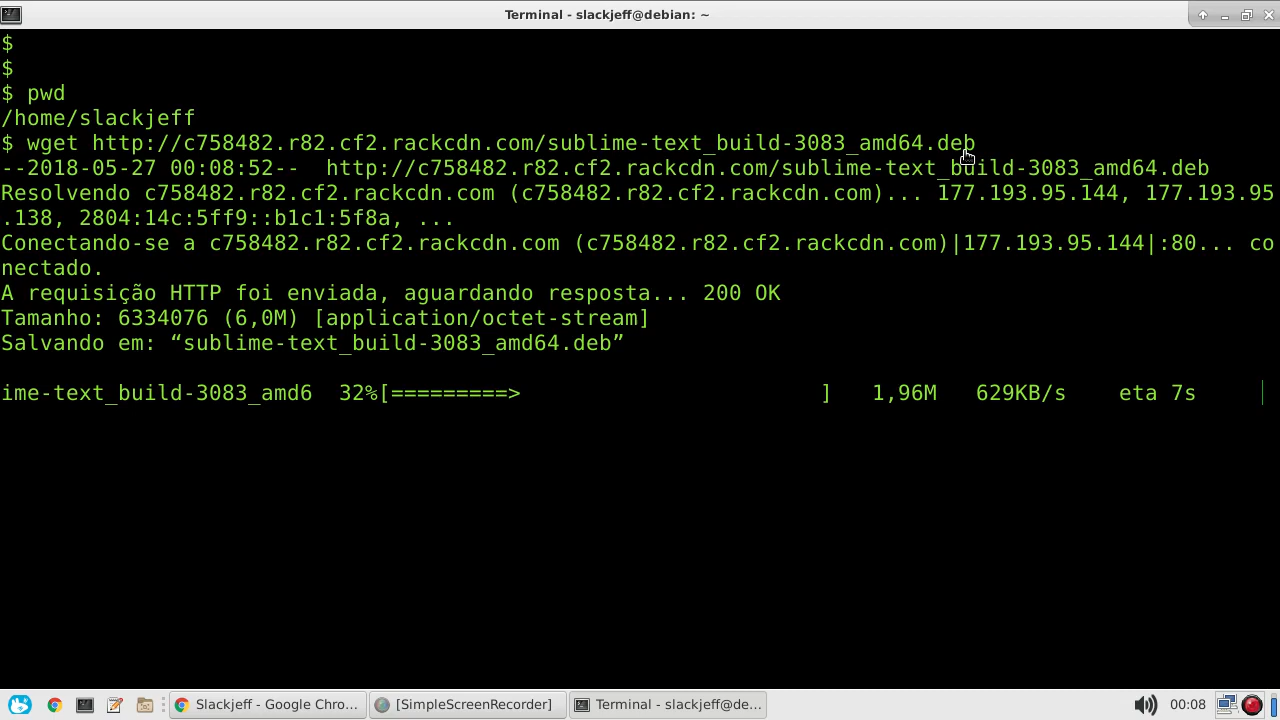 Terminal - slackjeff@debian: ~
$
$
$ pwd
/home/slackjeff
$ wget http://c758482.r82.cf2.rackcdn.com/sublime-text_build-3083_amd64.deb
--2018-05-27 00:08:52--  http://c758482.r82.cf2.rackcdn.com/sublime-text_build-3083_amd64.deb
Resolvendo c758482.r82.cf2.rackcdn.com (c758482.r82.cf2.rackcdn.com)... 177.193.95.144, 177.193.95
.138, 2804:14c:5ff9::b1c1:5f8a, ...
Conectando-se a c758482.r82.cf2.rackcdn.com (c758482.r82.cf2.rackcdn.com)|177.193.95.144|:80... co
nectado.
A requisição HTTP foi enviada, aguardando resposta... 200 OK
Tamanho: 6334076 (6,0M) [application/octet-stream]
Salvando em: “sublime-text_build-3083_amd64.deb”
ime-text_build-3083_amd6  32%[=========>                       ]   1,96M   629KB/s    eta 7s
Slackjeff - Google Chro... [SimpleScreenRecorder] Terminal - slackjeff@de... 00:08